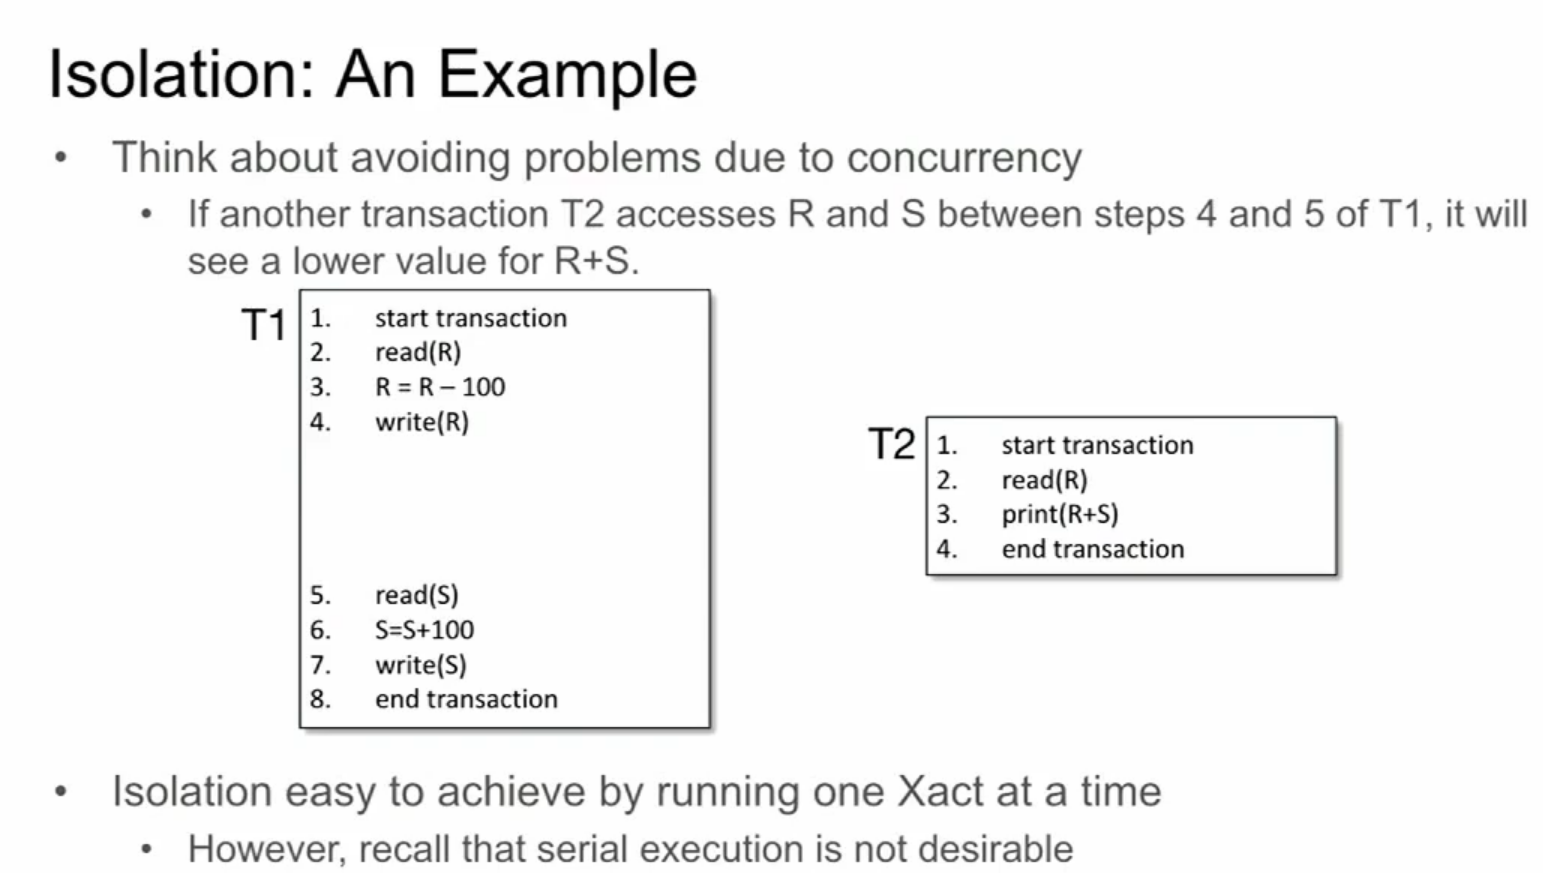 Isolation: An Example
• Think about avoiding problems due to concurrency
• If another transaction T2 accesses R and S between steps 4 and 5 of T1, it will
see a lower value for R+S.
T1
1. start transaction
2. read(R)
3. R = R – 100
4. write(R)
5. read(S)
6. S=S+100
7. write(S)
8. end transaction
T2
1. start transaction
2. read(R)
3. print(R+S)
4. end transaction
• Isolation easy to achieve by running one Xact at a time
• However, recall that serial execution is not desirable